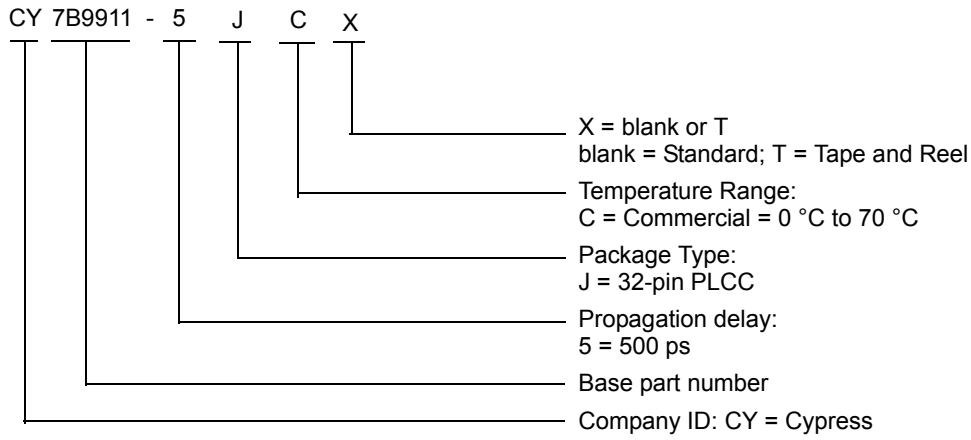 CY 7B9911 - 5 J C X
X = blank or T
blank = Standard; T = Tape and Reel
Temperature Range:
C = Commercial = 0 °C to 70 °C
Package Type:
J = 32-pin PLCC
Propagation delay:
5 = 500 ps
Base part number
Company ID: CY = Cypress